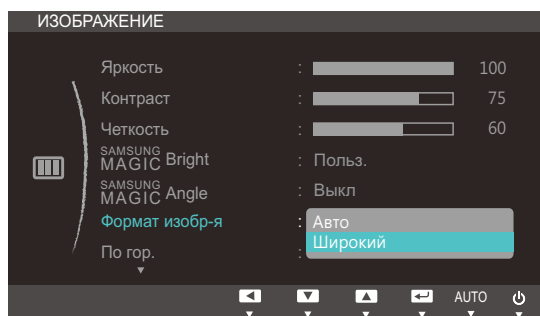 ИЗОБРАЖЕНИЕ
Яркость : 100
Контраст : 75
Четкость : 60
SAMSUNG MAGIC Bright : Польз.
SAMSUNG MAGIC Angle : Выкл
Формат изобр-я : Авто
Широкий
По гор. :
AUTO